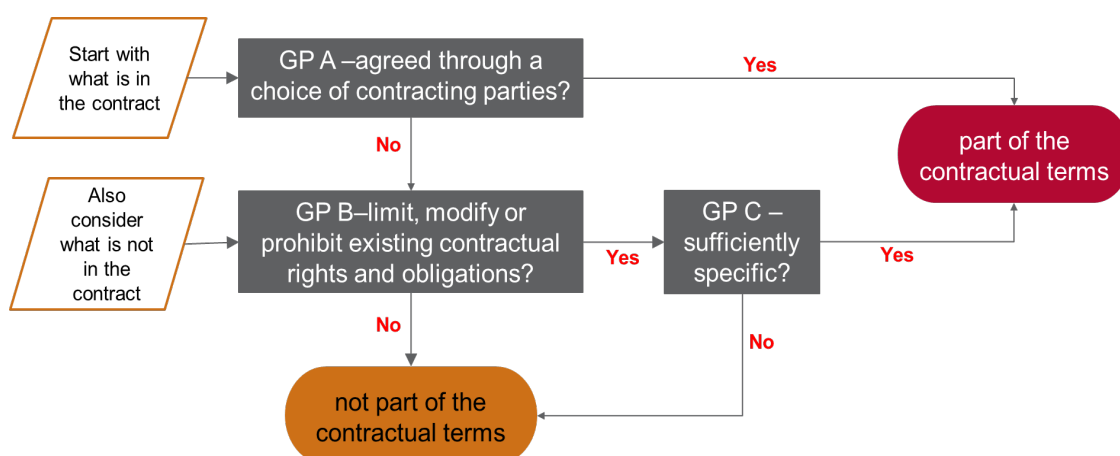 Start with
what is in
the contract
GP A –agreed through a
choice of contracting parties?
Yes
part of the
contractual terms
No
Also
consider
what is not
in the
contract
GP B–limit, modify or
prohibit existing contractual
rights and obligations?
Yes
GP C –
sufficiently
specific?
Yes
No
No
not part of the
contractual terms